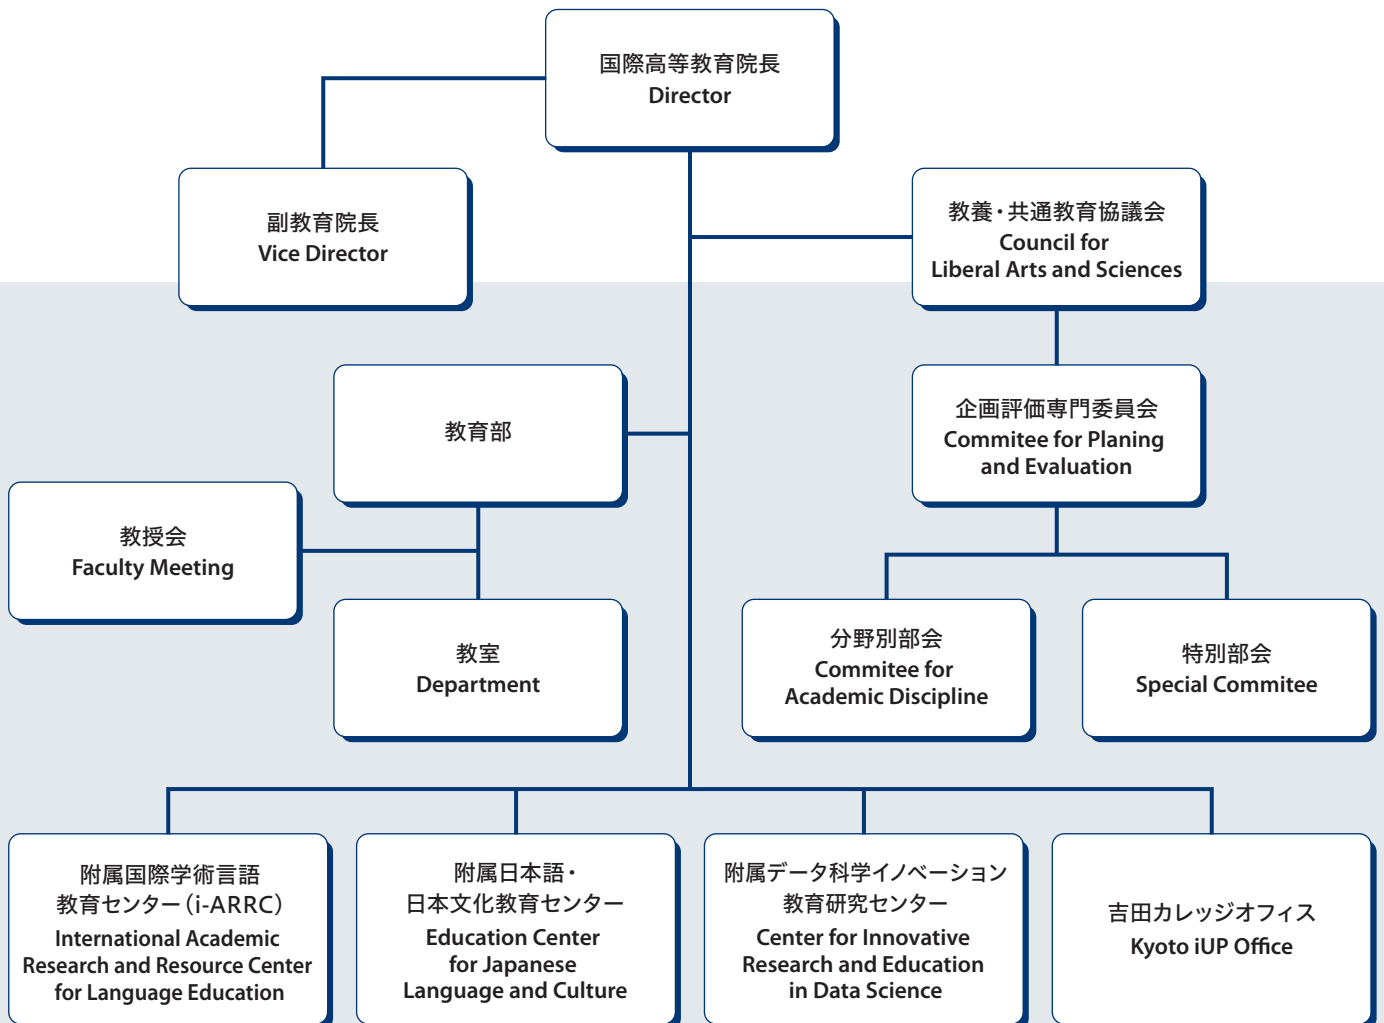 国際高等教育院長
Director
副教育院長
Vice Director
教養・共通教育協議会
Council for
Liberal Arts and Sciences
教育部
企画評価専門委員会
Commitee for Planing
and Evaluation
教授会
Faculty Meeting
教室
Department
分野別部会
Commitee for
Academic Discipline
特別部会
Special Commitee
附属国際学術言語
教育センター（i-ARRC）
International Academic
Research and Resource Center
for Language Education
附属日本語・
日本文化教育センター
Education Center
for Japanese
Language and Culture
附属データ科学イノベーション
教育研究センター
Center for Innovative
Research and Education
in Data Science
吉田カレッジオフィス
Kyoto iUP Office